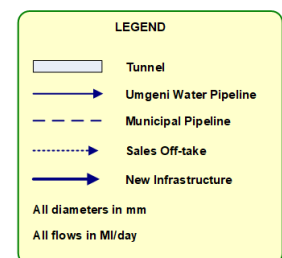 LEGEND
Tunnel
Umgeni Water Pipeline
Municipal Pipeline
Sales Off-take
New Infrastructure
All diameters in mm
All flows in Ml/day